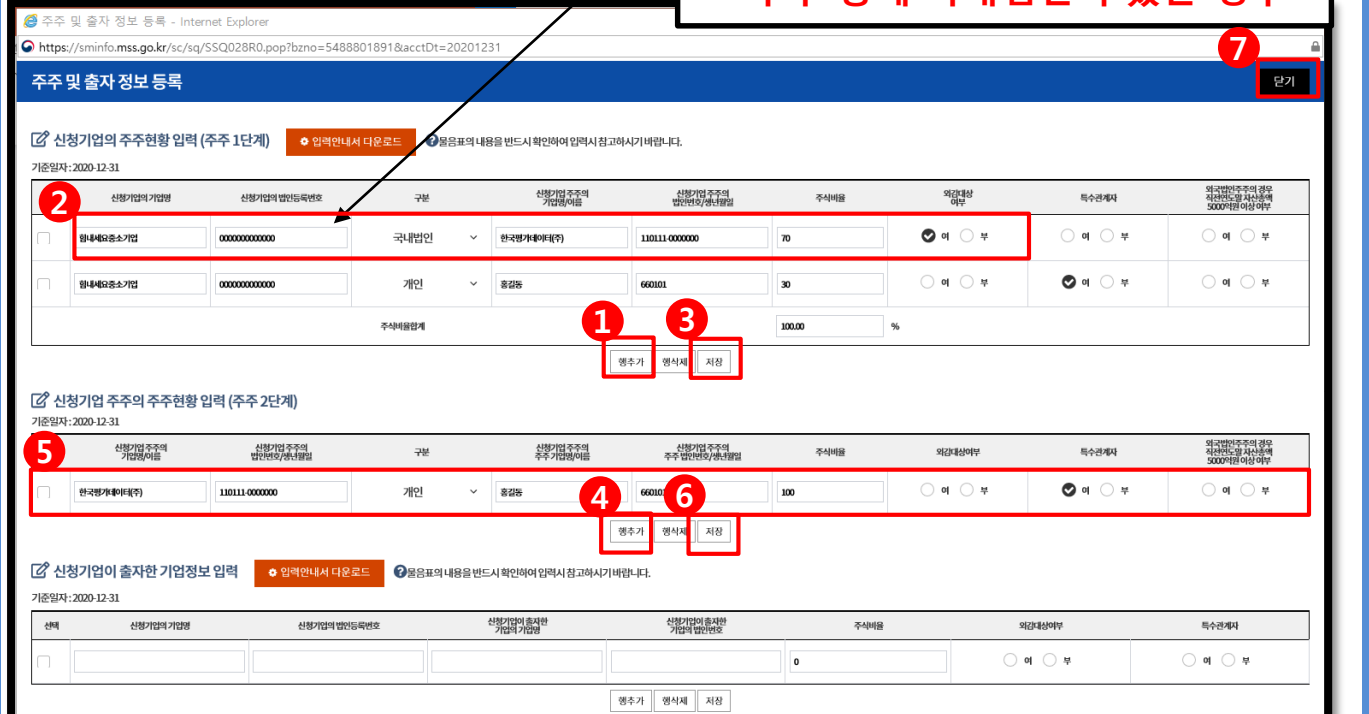 주주 및 출자 정보 등록 - Internet Explorer
https://sminfo.mss.go.kr/sc/sq/SSQ028R0.pop?bzno=5488801891&acctDt=20201231
7
주주 및 출자 정보 등록
닫기
신청기업의 주주현황 입력 (주주 1단계)
입력안내서 다운로드
물음표의 내용을 반드시 확인하여 입력시 참고하시기 바랍니다.
기준일자 : 2020-12-31
2
신청기업의 기업명
신청기업의 법인등록번호
구분
신청기업 주주의
기업명/이름
신청기업 주주의
법인번호/생년월일
주식비율
외감대상
여부
특수관계자
외국법인주주의 경우
직전연도말 자산총액
5000억원 이상 여부
힘내세요중소기업
0000000000000
국내법인
한국평가데이터(주)
110111-0000000
70
여 부
여 부
여 부
힘내세요중소기업
0000000000000
개인
홍길동
660101
30
여 부
여 부
여 부
주식비율합계
100.00
%
1
3
행추가
행삭제
저장
신청기업 주주의 주주현황 입력 (주주 2단계)
기준일자 : 2020-12-31
5
신청기업 주주의
기업명/이름
신청기업 주주의
법인번호/생년월일
구분
신청기업 주주의
주주 기업명/이름
신청기업 주주의
주주 법인번호/생년월일
주식비율
외감대상여부
특수관계자
외국법인주주의 경우
직전연도말 자산총액
5000억원 이상 여부
한국평가데이터(주)
110111-0000000
개인
홍길동
66010
100
여 부
여 부
여 부
4
6
행추가
행삭제
저장
신청기업이 출자한 기업정보 입력
입력안내서 다운로드
물음표의 내용을 반드시 확인하여 입력시 참고하시기 바랍니다.
기준일자 : 2020-12-31
선택
신청기업의 기업명
신청기업의 법인등록번호
신청기업이 출자한
기업의 기업명
신청기업이 출자한
기업의 법인번호
주식비율
외감대상여부
특수관계자
0
여 부
여 부
행추가
행삭제
저장